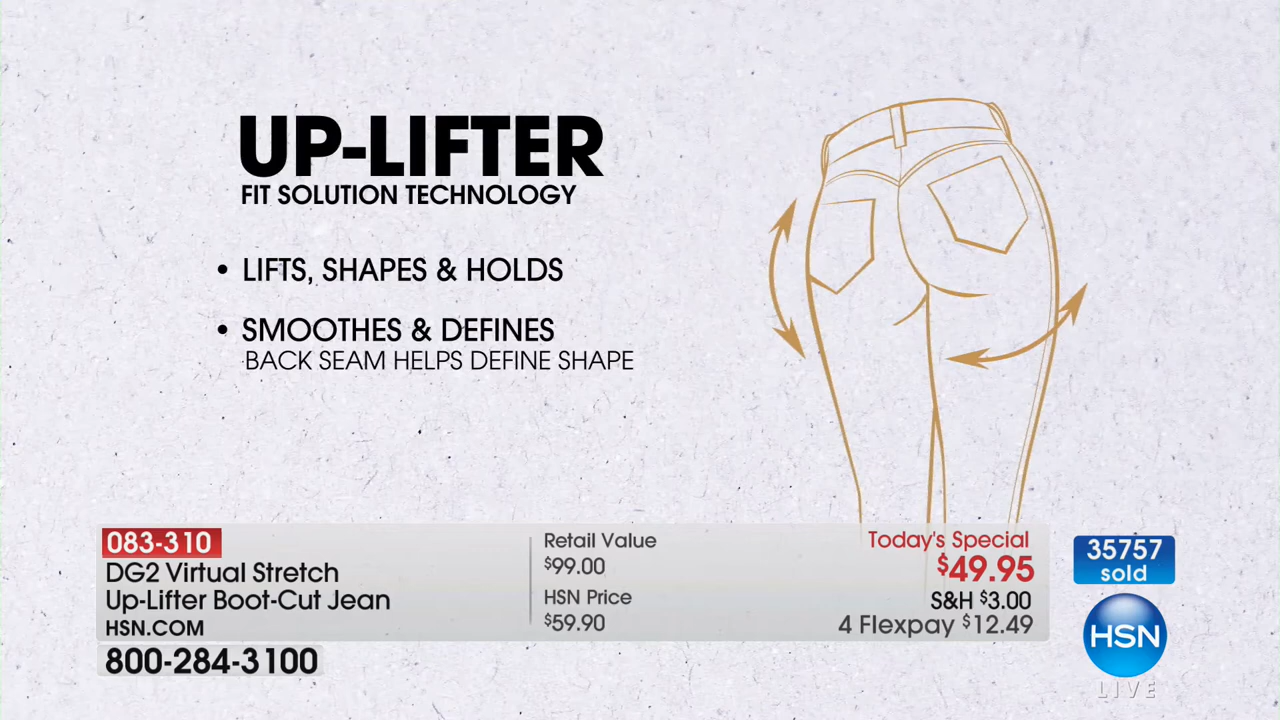 UP-LIFTER
FIT SOLUTION TECHNOLOGY
• LIFTS, SHAPES & HOLDS
• SMOOTHES & DEFINES
BACK SEAM HELPS DEFINE SHAPE
083-310
DG2 Virtual Stretch
Up-Lifter Boot-Cut Jean
HSN.COM
800-284-3100
Retail Value
$99.00
HSN Price
$59.90
Today's Special
$49.95
S&H $3.00
4 Flexpay $12.49
35757
sold
HSN
LIVE